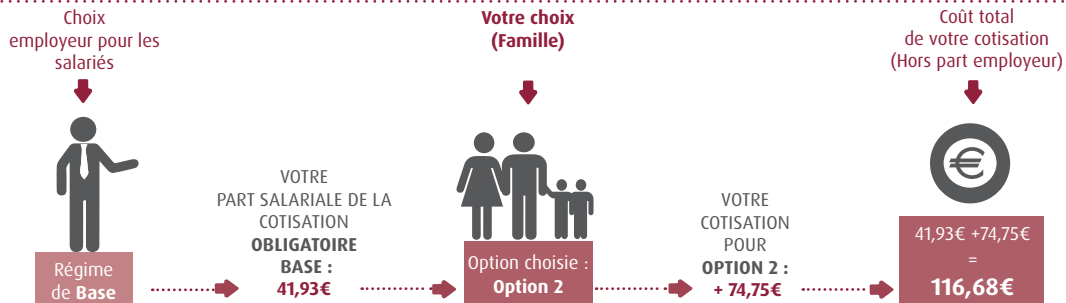 Choix
employeur pour les
salariés
Régime
de Base
VOTRE
PART SALARIALE DE LA
COTISATION
OBLIGATOIRE
BASE :
41,93€
Votre choix
(Famille)
Option choisie :
Option 2
VOTRE
COTISATION
POUR
OPTION 2 :
+ 74,75€
Coût total
de votre cotisation
(Hors part employeur)
€
41,93€ +74,75€
=
116,68€